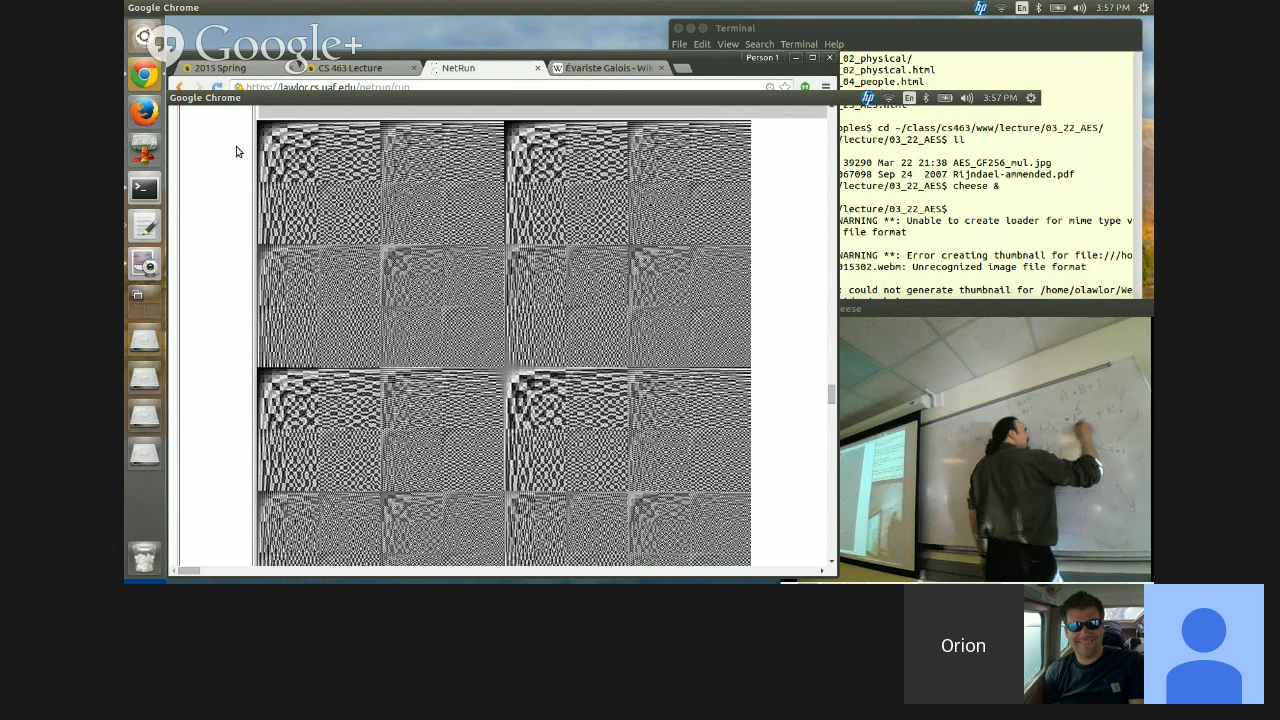 Google Chrome
En
3:57 PM
Google+
Terminal
File Edit View Search Terminal Help
Person 1
2015 Spring
CS 463 Lecture
NetRun
Évariste Galois - Wik
https://lawlor.cs.uaf.edu/netrun/run
_02_physical/
_02_physical.html
_04_people.html
Google Chrome
En
3:57 PM
oples$ cd ~/class/cs463/www/lecture/03_22_AES/
/lecture/03_22_AES$ ll
39290 Mar 22 21:38 AES_GF256_mul.jpg
067098 Sep 24 2007 Rijndael-ammended.pdf
/lecture/03_22_AES$ cheese &
/lecture/03_22_AES$
WARNING **: Unable to create loader for mime type v
file format
WARNING **: Error creating thumbnail for file:///ho
015302.webm: Unrecognized image file format
: could not generate thumbnail for /home/olawlor/We
eese
Orion